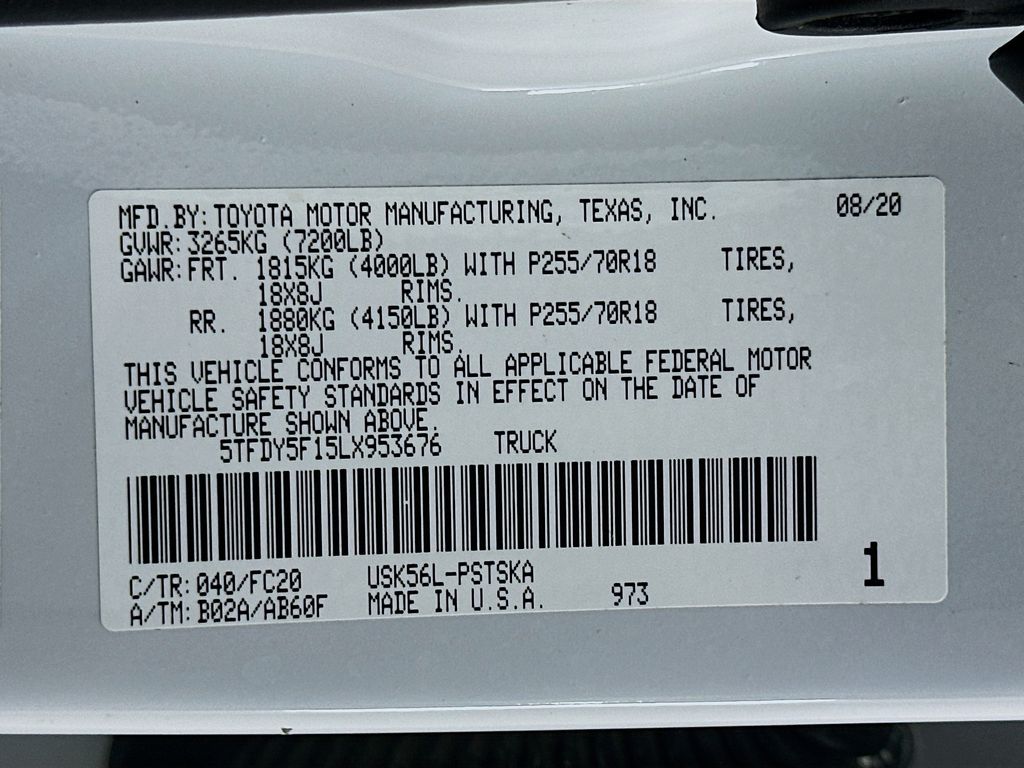 MFD.BY:TOYOTA MOTOR MANUFACTURING, TEXAS, INC. 08/20
GVWR:3265KG (7200LB)
GAWR:FRT. 1815KG (4000LB) WITH P255/70R18 TIRES,
18X8J RIMS.
RR. 1880KG (4150LB) WITH P255/70R18 TIRES,
18X8J RIMS.
THIS VEHICLE CONFORMS TO ALL APPLICABLE FEDERAL MOTOR
VEHICLE SAFETY STANDARDS IN EFFECT ON THE DATE OF
MANUFACTURE SHOWN ABOVE.
5TFDY5F15LX953676 TRUCK
C/TR:040/FC20 USK56L-PSTSKA 1
A/TM:B02A/AB60F MADE IN U.S.A. 973